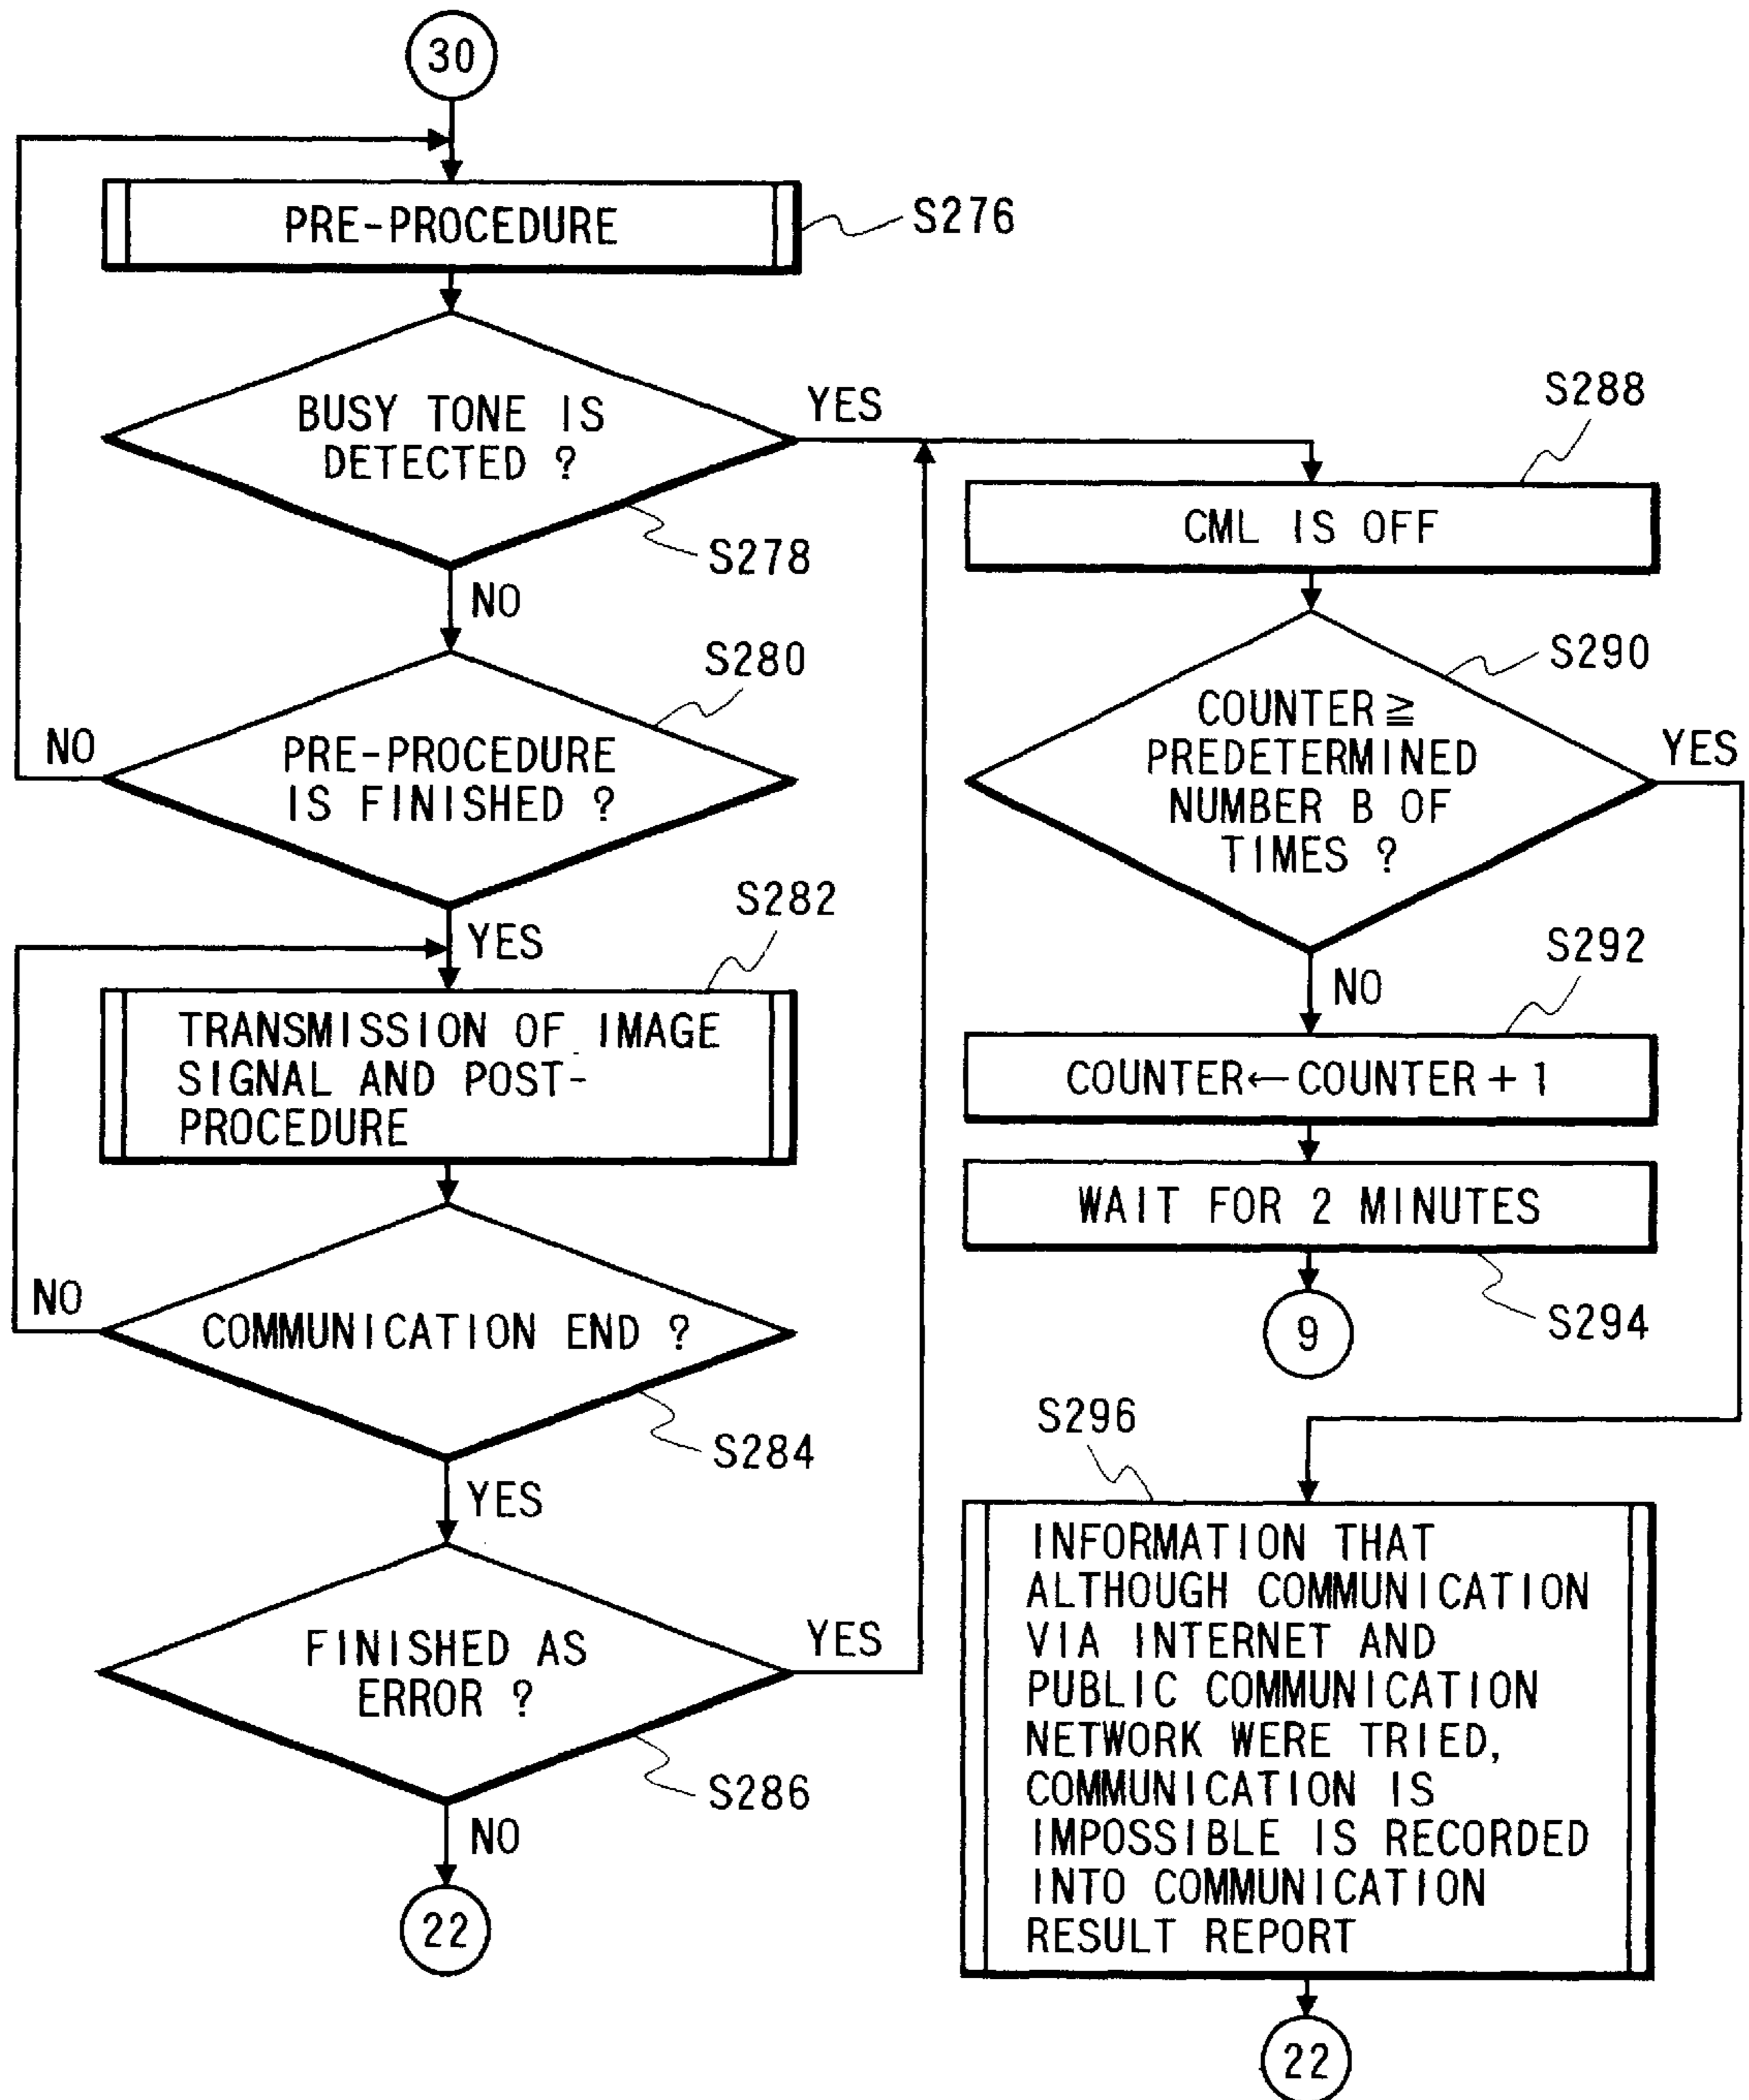 30
PRE-PROCEDURE
S276
BUSY TONE IS
DETECTED ?
YES
S278
NO
S280
PRE-PROCEDURE
IS FINISHED ?
NO
YES
S282
TRANSMISSION OF IMAGE
SIGNAL AND POST-
PROCEDURE
COMMUNICATION END ?
NO
S284
YES
FINISHED AS
ERROR ?
YES
S286
NO
22
S288
CML IS OFF
S290
COUNTER≧
PREDETERMINED
NUMBER B OF
TIMES ?
YES
NO
S292
COUNTER←COUNTER+1
WAIT FOR 2 MINUTES
S294
9
S296
INFORMATION THAT
ALTHOUGH COMMUNICATION
VIA INTERNET AND
PUBLIC COMMUNICATION
NETWORK WERE TRIED,
COMMUNICATION IS
IMPOSSIBLE IS RECORDED
INTO COMMUNICATION
RESULT REPORT
22